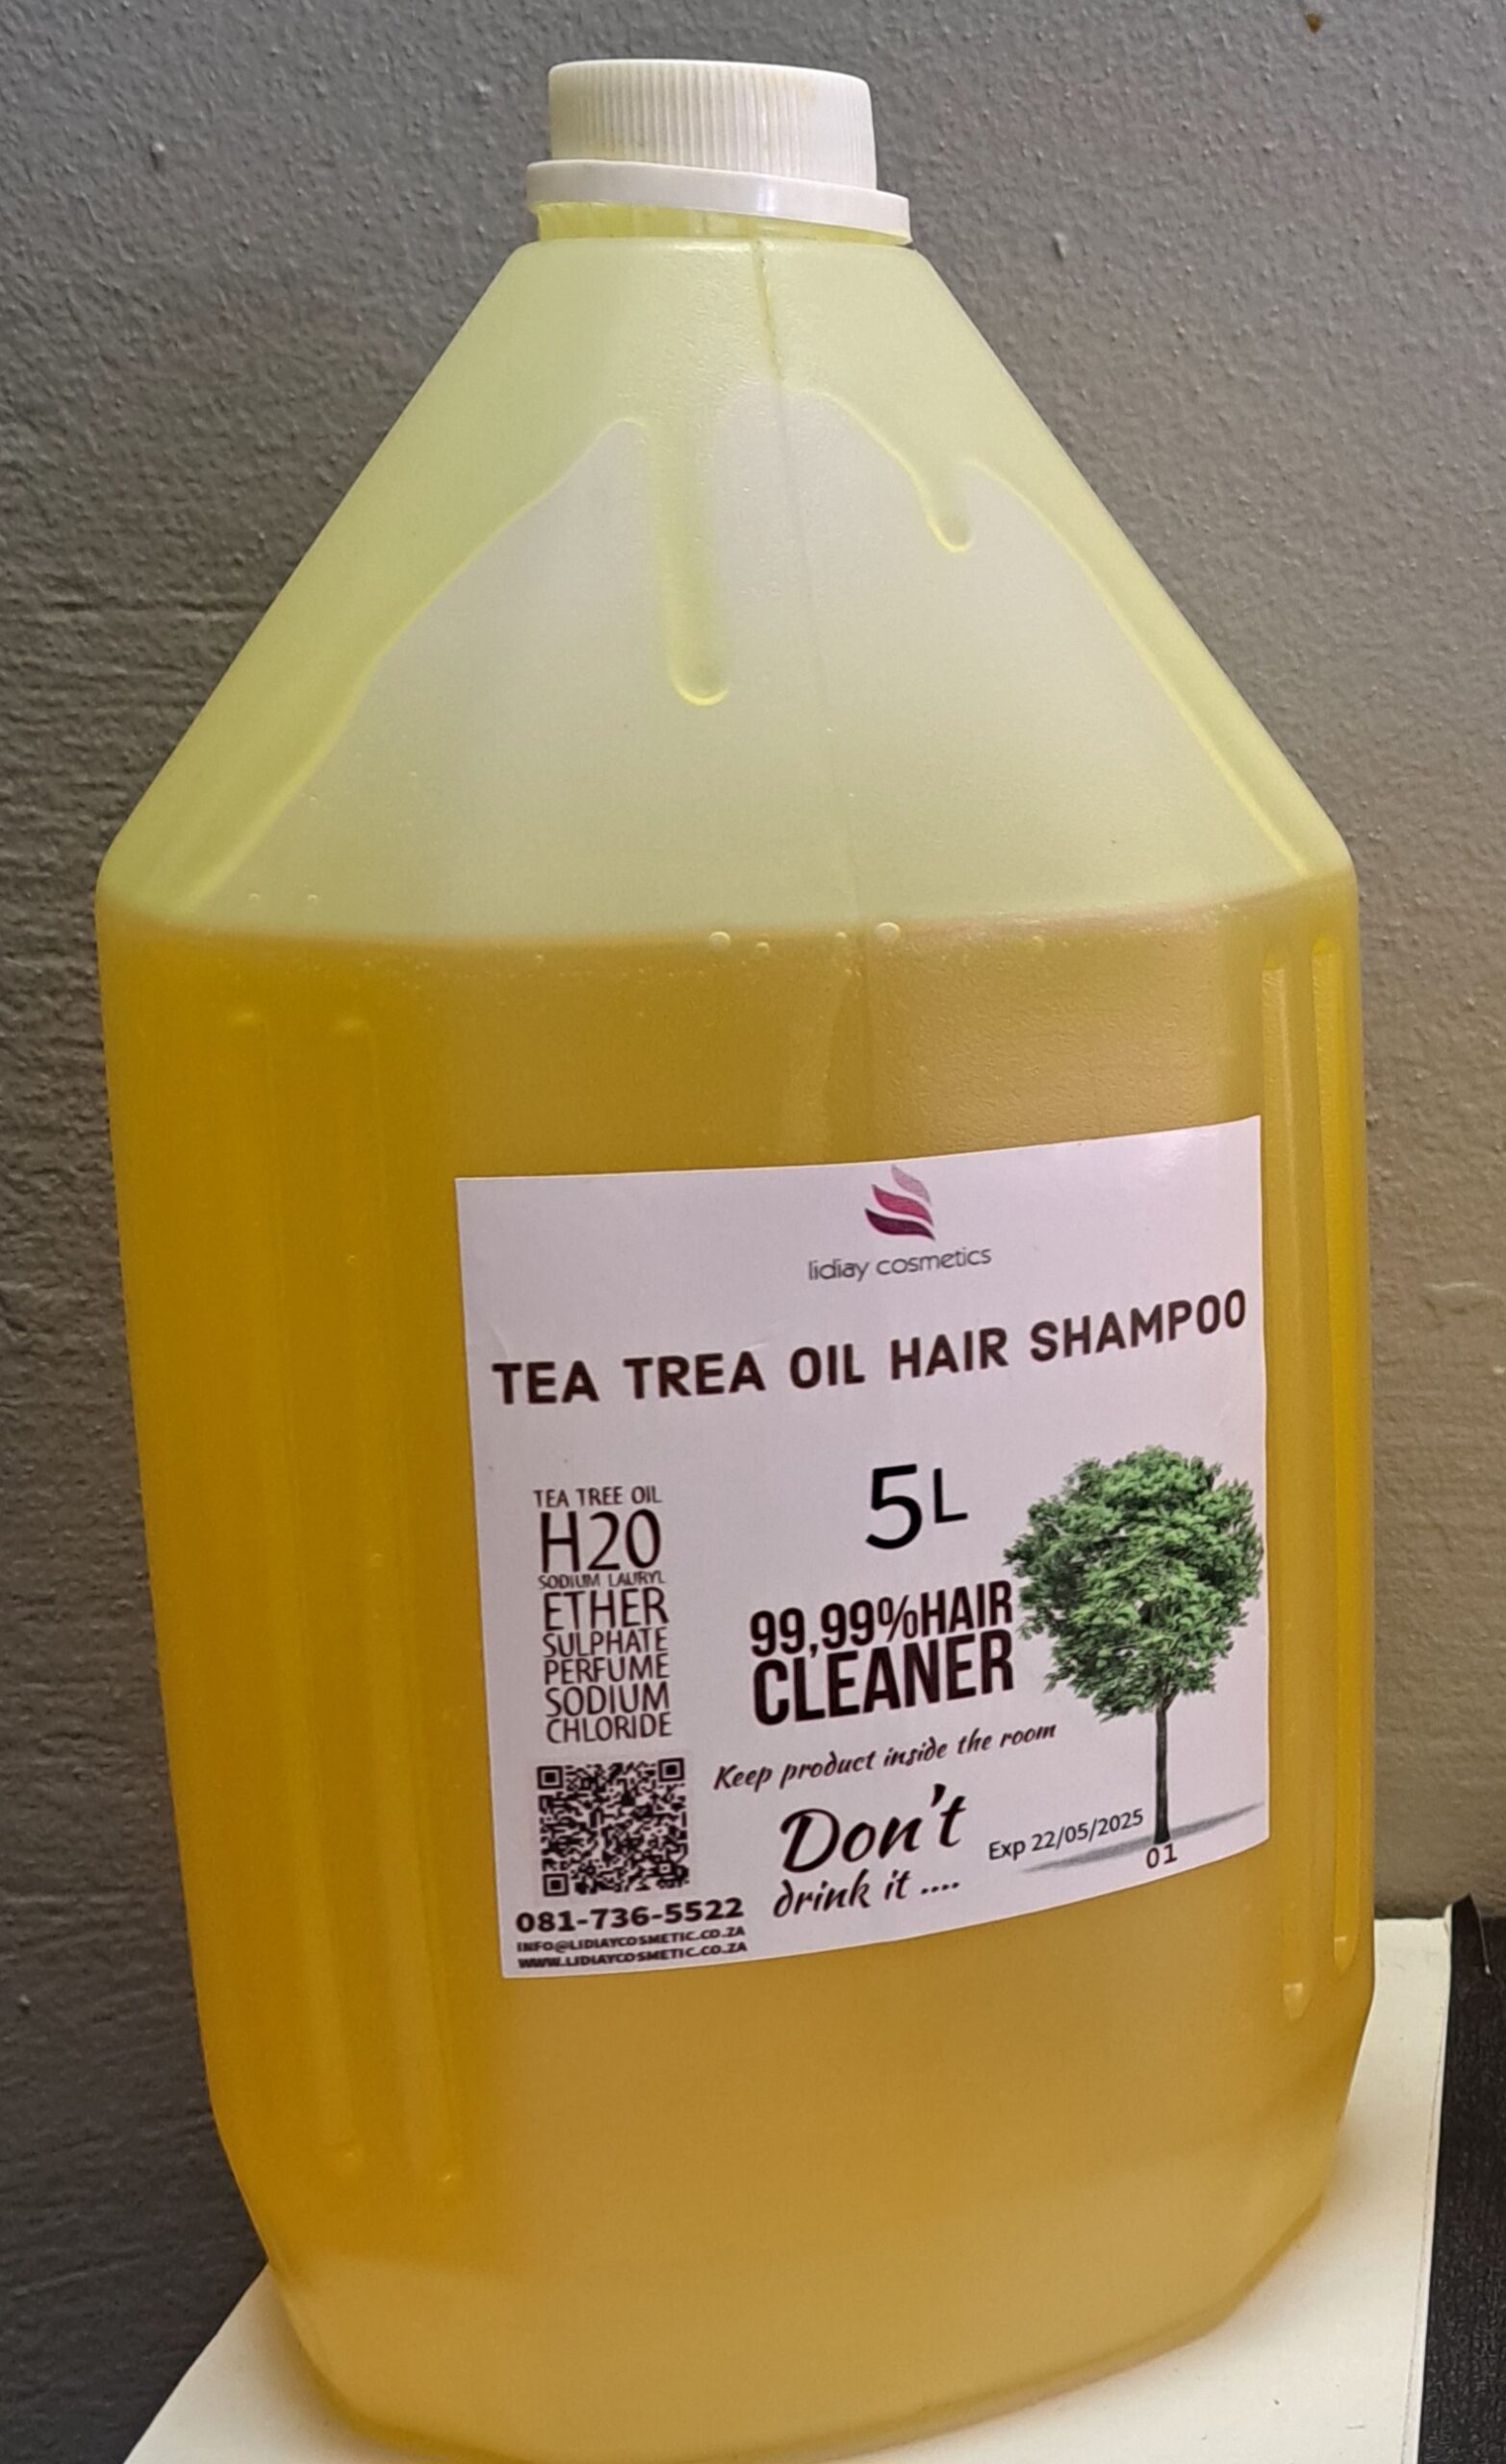 lidiay cosmetics
TEA TREA OIL HAIR SHAMPOO
TEA TREE OIL
H20
SODIUM LAURYL
ETHER
SULPHATE
PERFUME
SODIUM
CHLORIDE
5L
99,99%HAIR
CLEANER
Keep product inside the room
Don't
drink it ....
Exp 22/05/2025
01
081-736-5522
INFO@LIDIAYCOSMETIC.CO.ZA
WWW.LIDIAYCOSMETIC.CO.ZA